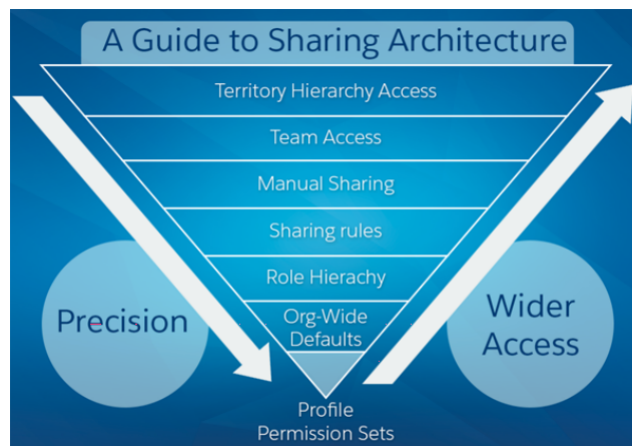 A Guide to Sharing Architecture
Territory Hierarchy Access
Team Access
Manual Sharing
Sharing rules
Role Hierachy
Org-Wide
Defaults
Precision
Wider
Access
Profile
Permission Sets